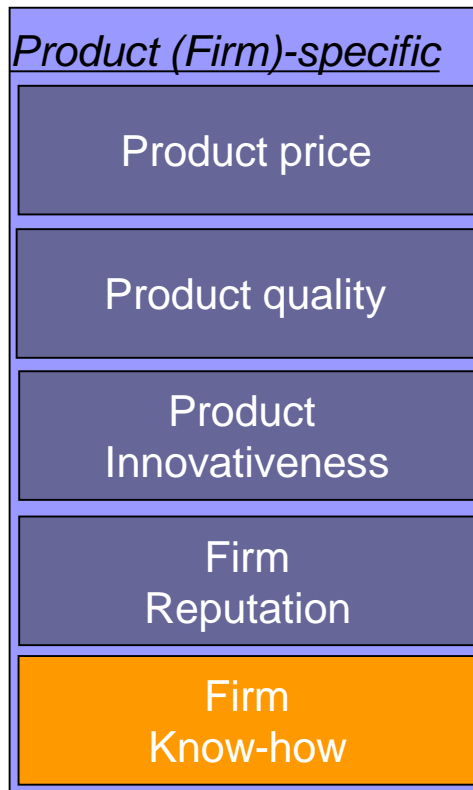 Product (Firm)-specific
Product price
Product quality
Product
Innovativeness
Firm
Reputation
Firm
Know-how